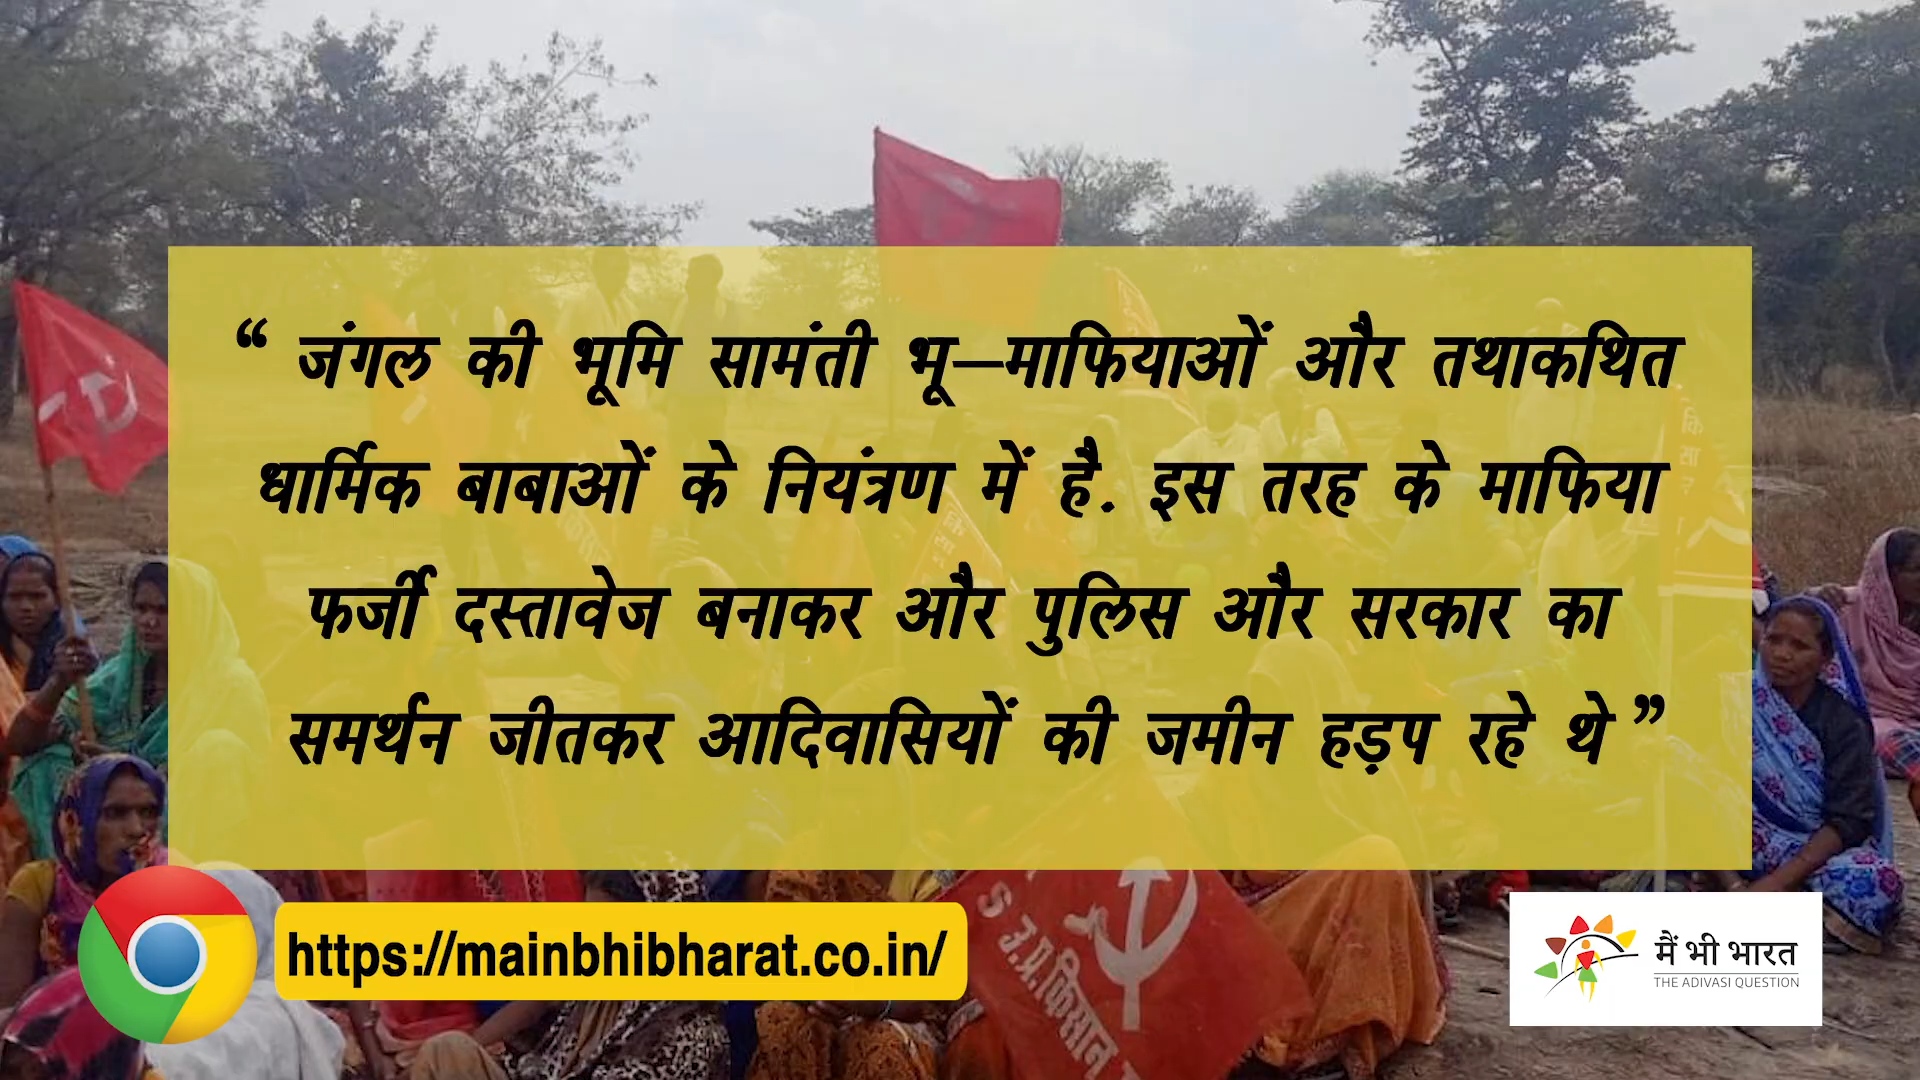 “ जंगल की भूमि सामंती भू–माफियाओं और तथाकथित
धार्मिक बाबाओं के नियंत्रण में है. इस तरह के माफिया
फर्जी दस्तावेज बनाकर और पुलिस और सरकार का
समर्थन जीतकर आदिवासियों की जमीन हड़प रहे थे ”
https://mainbhibharat.co.in/
मैं भी भारत
THE ADIVASI QUESTION
उ.प्र.किसान